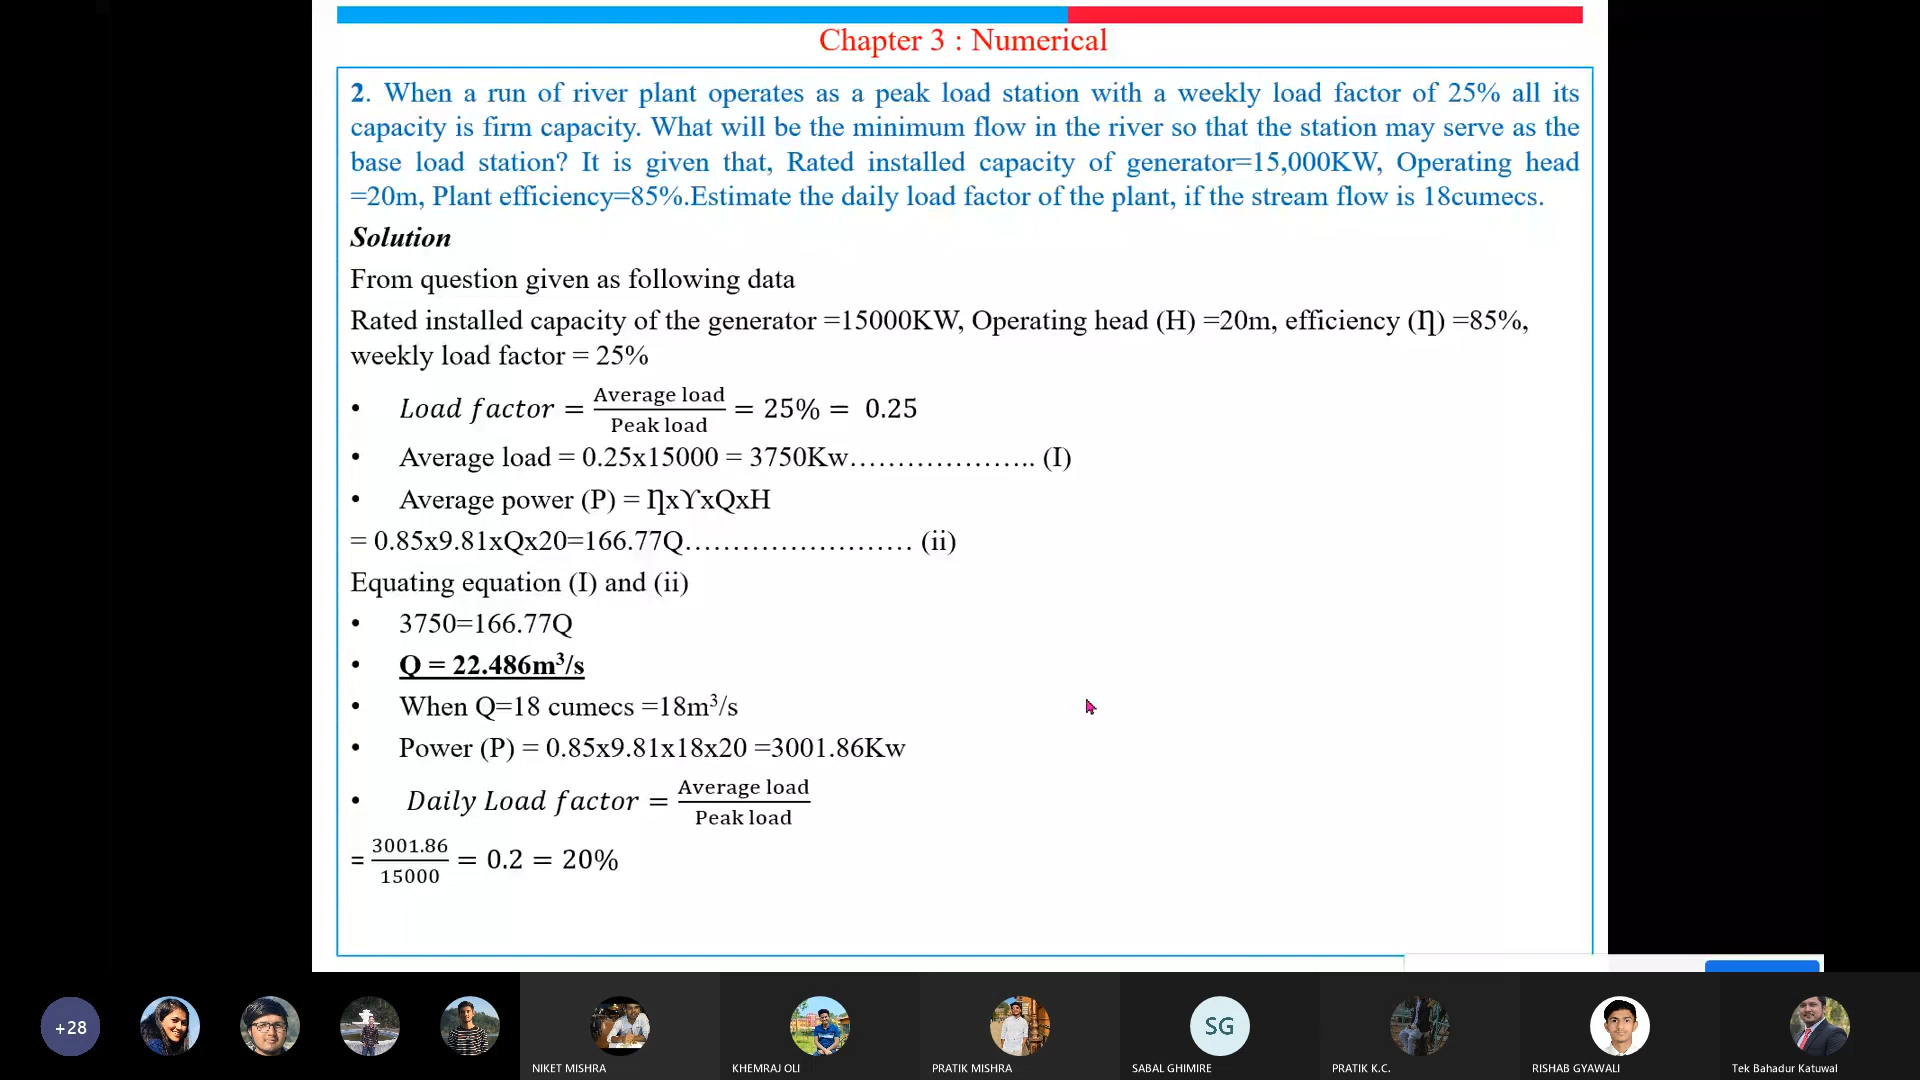 Chapter 3 : Numerical
2. When a run of river plant operates as a peak load station with a weekly load factor of 25% all its
capacity is firm capacity. What will be the minimum flow in the river so that the station may serve as the
base load station? It is given that, Rated installed capacity of generator=15,000KW, Operating head
=20m, Plant efficiency=85%.Estimate the daily load factor of the plant, if the stream flow is 18cumecs.
Solution
From question given as following data
Rated installed capacity of the generator =15000KW, Operating head (H) =20m, efficiency (Ƞ) =85%,
weekly load factor = 25%
• Load factor = Average load / Peak load = 25% = 0.25
• Average load = 0.25x15000 = 3750Kw……………….. (I)
• Average power (P) = ȠxϒxQxH
= 0.85x9.81xQx20=166.77Q…………………… (ii)
Equating equation (I) and (ii)
• 3750=166.77Q
• Q = 22.486m³/s
• When Q=18 cumecs =18m³/s
• Power (P) = 0.85x9.81x18x20 =3001.86Kw
• Daily Load factor = Average load / Peak load
= 3001.86 / 15000 = 0.2 = 20%
+28
SG
NIKET MISHRA
KHEMRAJ OLI
PRATIK MISHRA
SABAL GHIMIRE
PRATIK K.C.
RISHAB GYAWALI
Tek Bahadur Katuwal